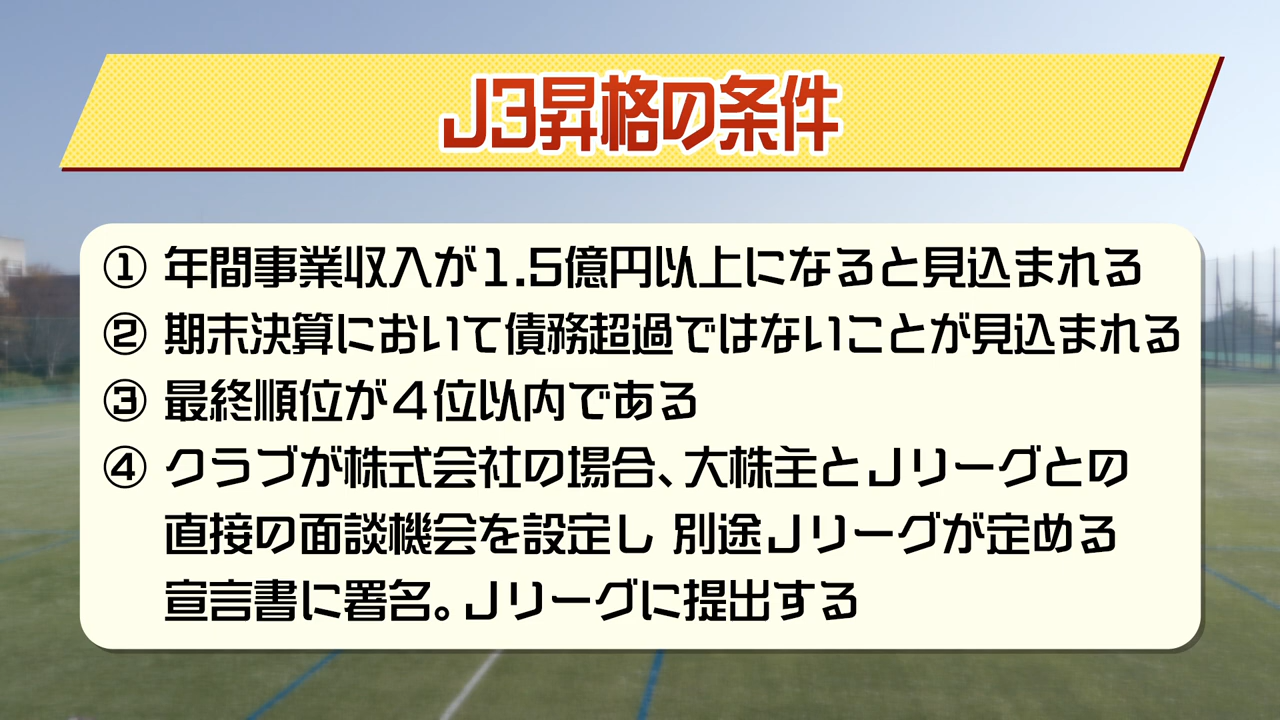 J3昇格の条件
① 年間事業収入が1.5億円以上になると見込まれる
② 期末決算において債務超過ではないことが見込まれる
③ 最終順位が4位以内である
④ クラブが株式会社の場合、大株主とJリーグとの
直接の面談機会を設定し 別途Jリーグが定める
宣言書に署名。Jリーグに提出する